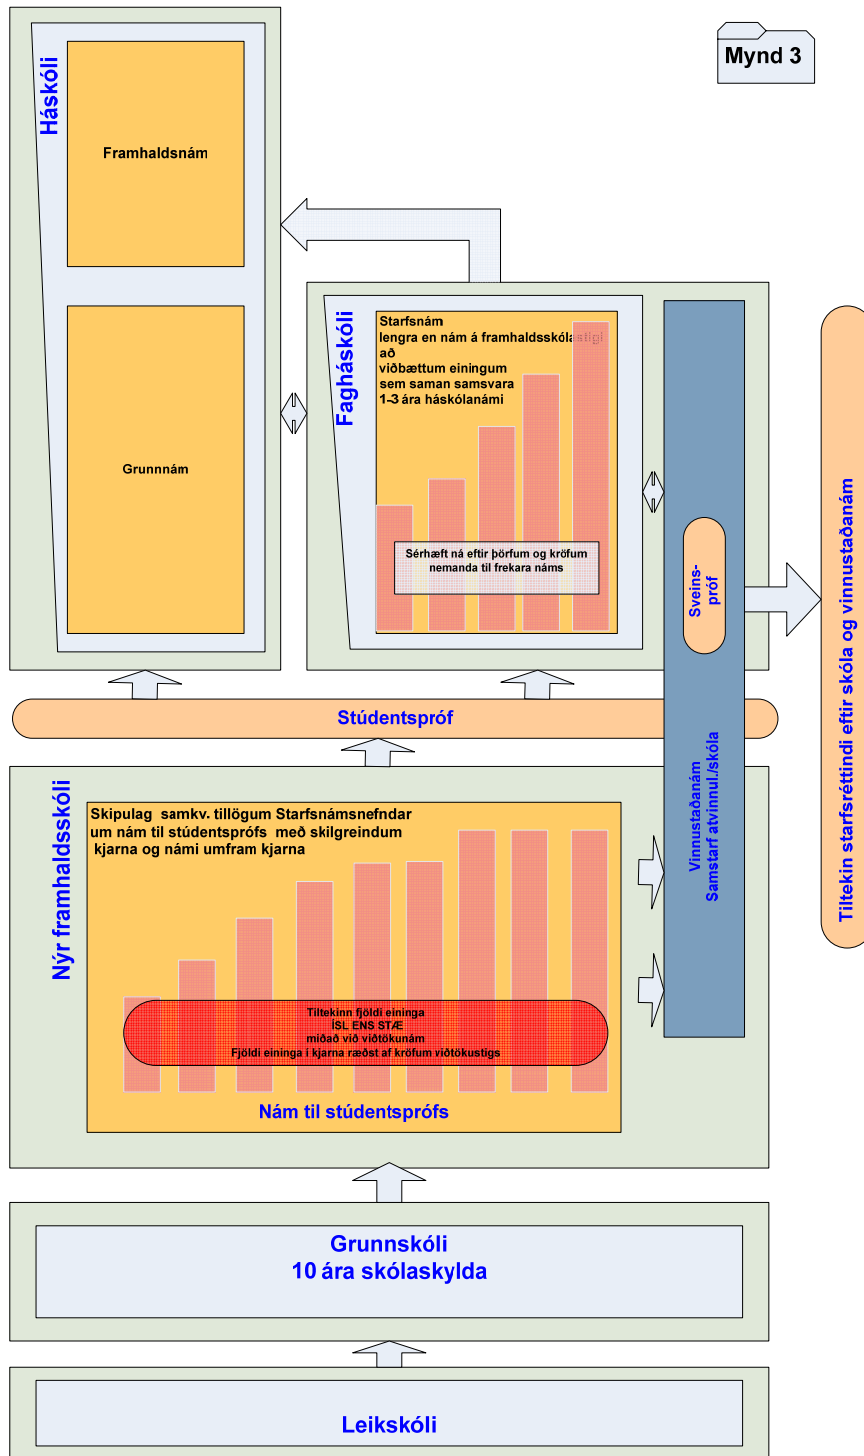 Mynd 3
Háskóli
Framhaldsnám
Grunnnám
Fagháskóli
Starfsnám
lengra en nám á framhaldsskólastigi
að
viðbættum einingum
sem saman samsvara
1-3 ára háskólanámi
Sérhæft ná eftir þörfum og kröfum
nemanda til frekara náms
Sveins-
próf
Tiltekin starfsréttindi eftir skóla og vinnustaðanám
Stúdentspróf
Vinnustaðanám
Samstarf atvinnul./skóla
Nýr framhaldsskóli
Skipulag samkv. tillögum Starfsnámsnefndar
um nám til stúdentsprófs með skilgreindum
kjarna og námi umfram kjarna
Tiltekinn fjöldi eininga
ÍSL ENS STÆ
miðað við viðtökunám
Fjöldi eininga í kjarna ræðst af kröfum viðtökustigs
Nám til stúdentsprófs
Grunnskóli
10 ára skólaskylda
Leikskóli